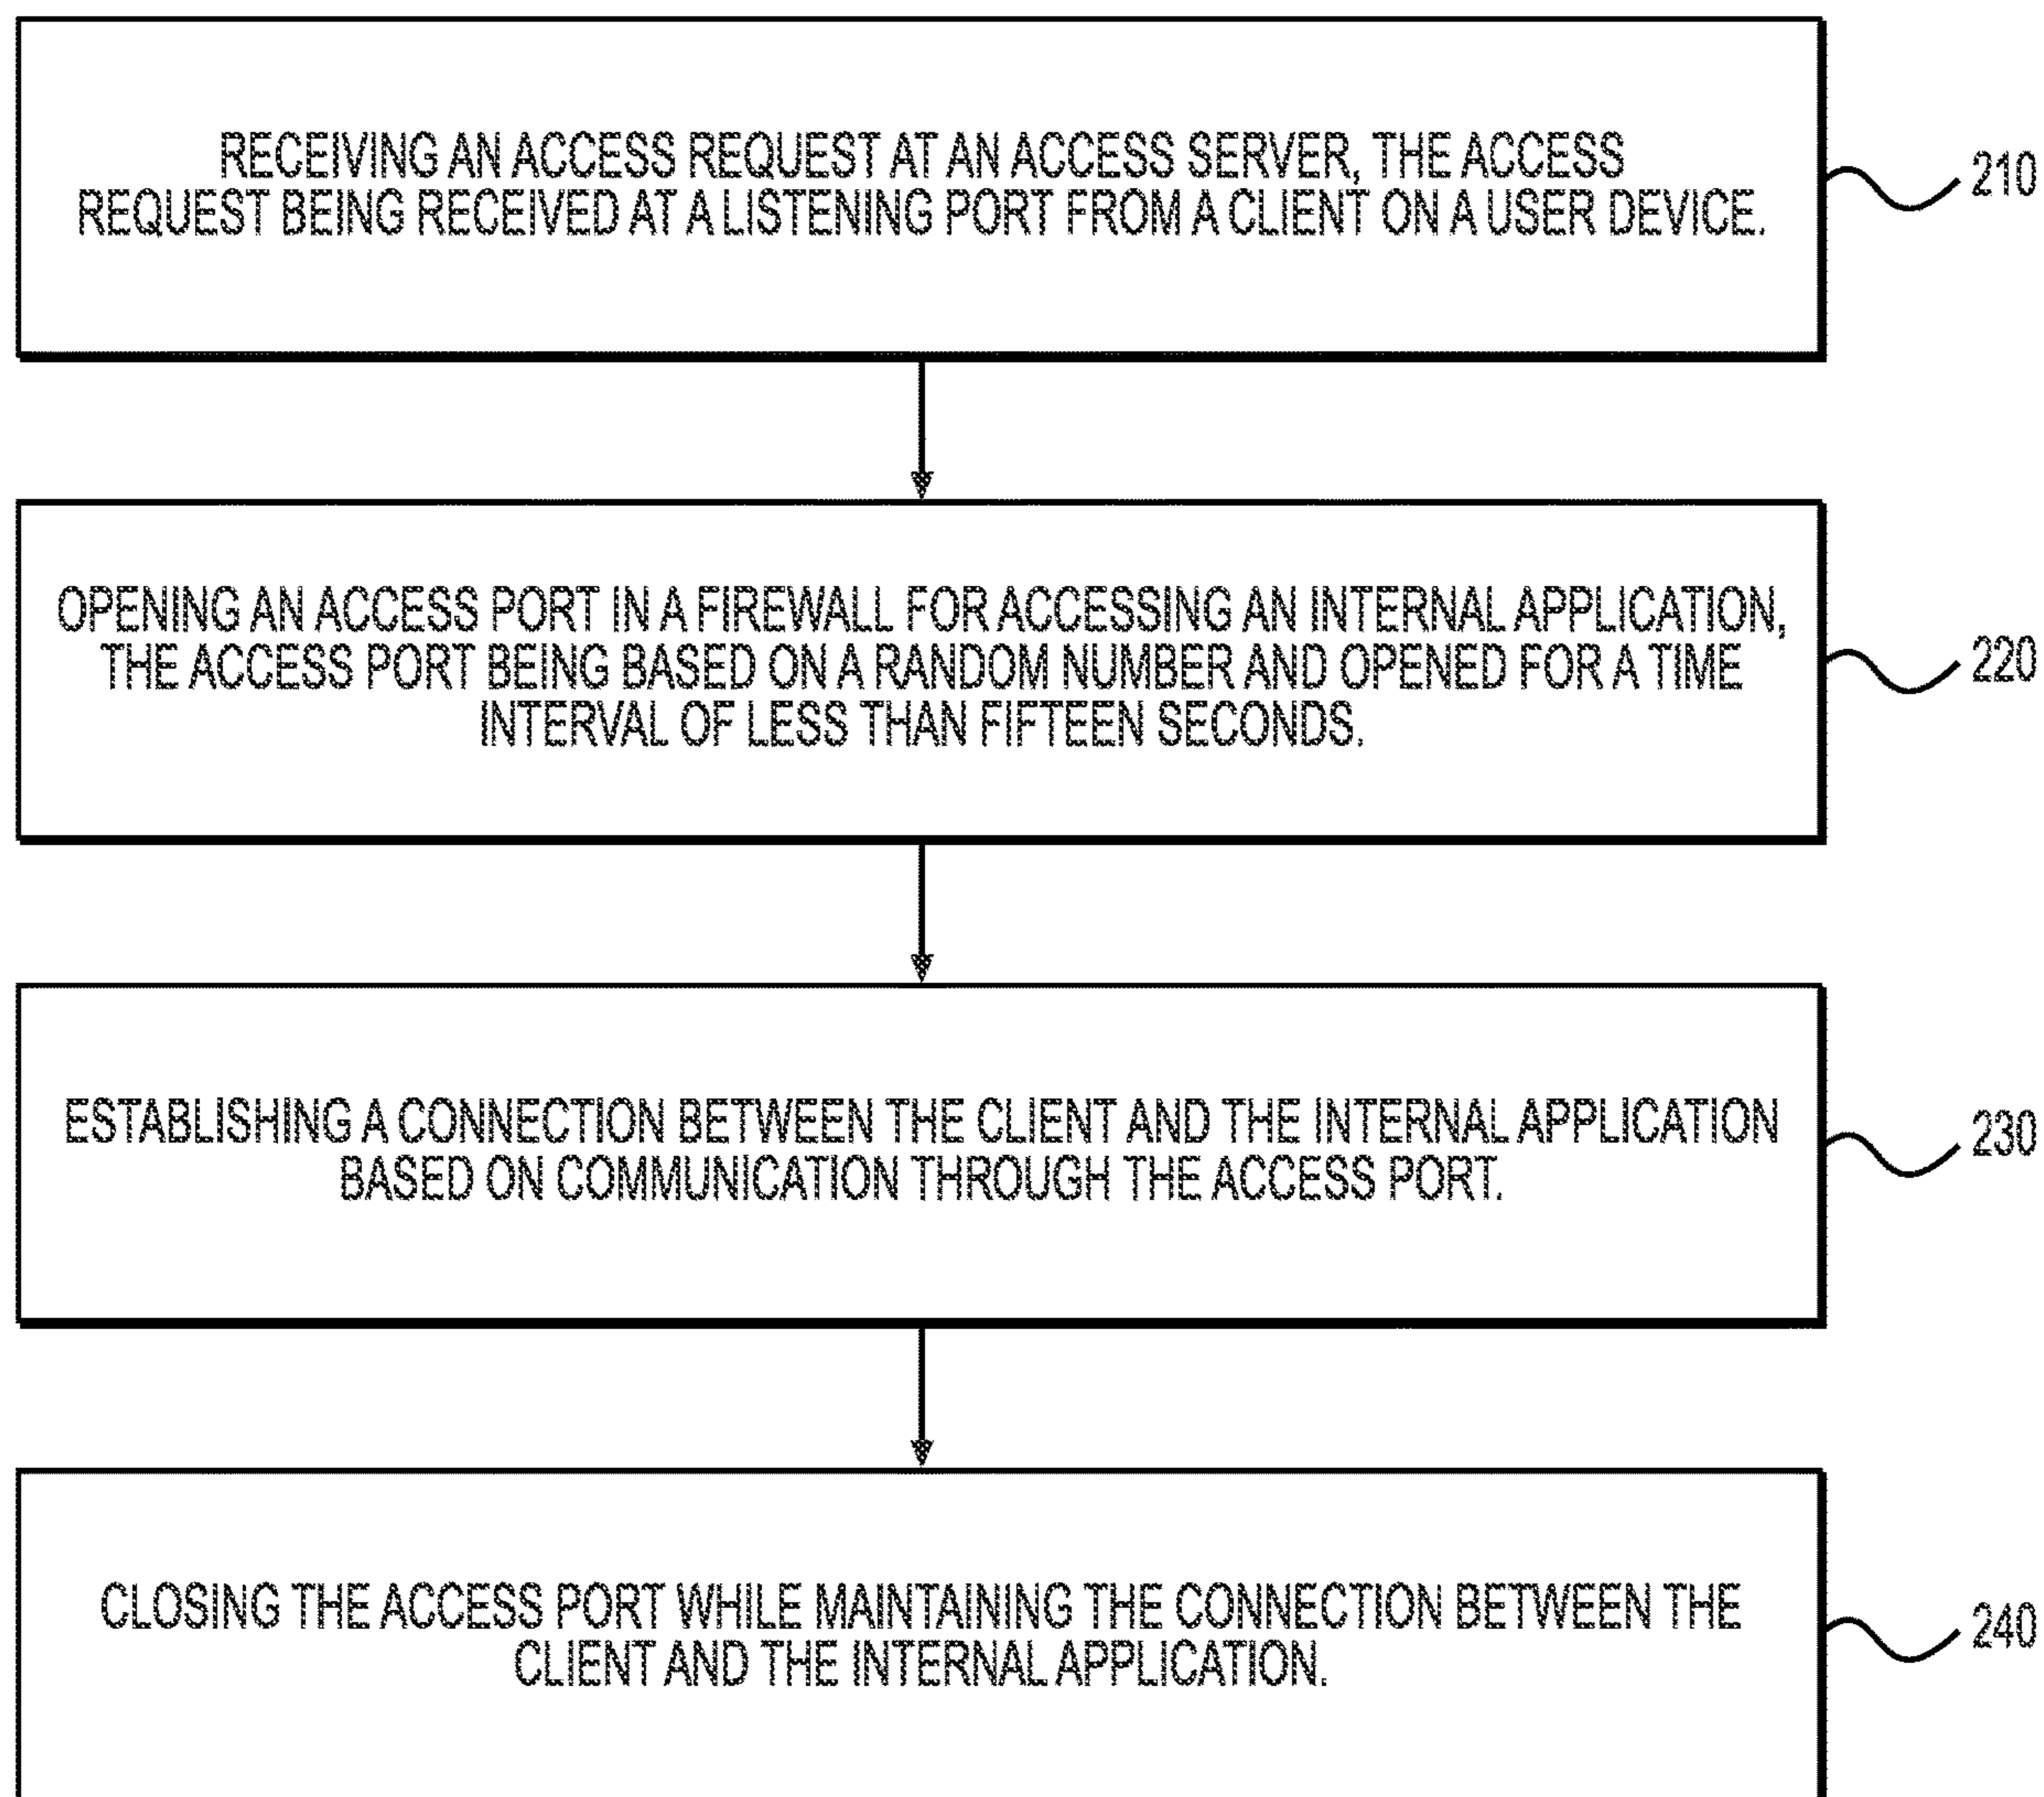 RECEIVING AN ACCESS REQUEST AT AN ACCESS SERVER, THE ACCESS
REQUEST BEING RECEIVED AT A LISTENING PORT FROM A CLIENT ON A USER DEVICE.
210
OPENING AN ACCESS PORT IN A FIREWALL FOR ACCESSING AN INTERNAL APPLICATION,
THE ACCESS PORT BEING BASED ON A RANDOM NUMBER AND OPENED FOR A TIME
INTERVAL OF LESS THAN FIFTEEN SECONDS.
220
ESTABLISHING A CONNECTION BETWEEN THE CLIENT AND THE INTERNAL APPLICATION
BASED ON COMMUNICATION THROUGH THE ACCESS PORT.
230
CLOSING THE ACCESS PORT WHILE MAINTAINING THE CONNECTION BETWEEN THE
CLIENT AND THE INTERNAL APPLICATION.
240